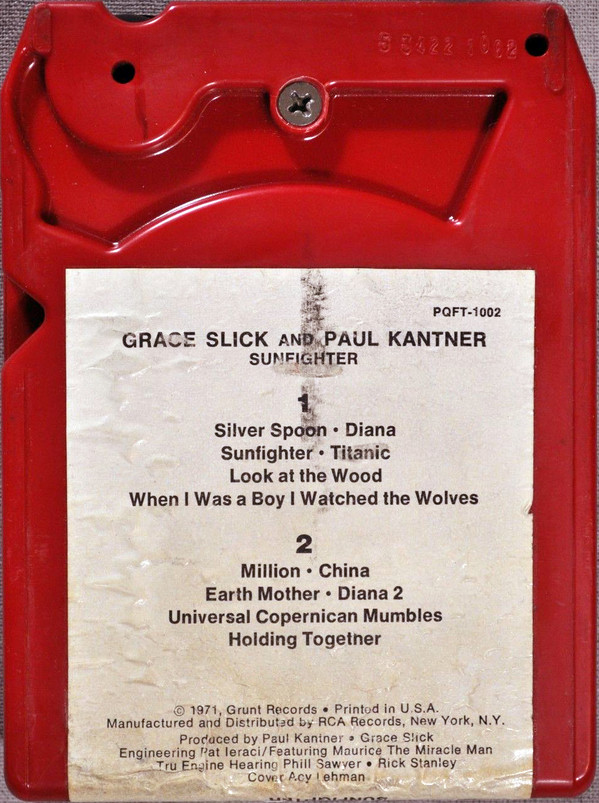 PQFT-1002
GRACE SLICK AND PAUL KANTNER
SUNFIGHTER
1
Silver Spoon • Diana
Sunfighter • Titanic
Look at the Wood
When I Was a Boy I Watched the Wolves
2
Million • China
Earth Mother • Diana 2
Universal Copernican Mumbles
Holding Together
© 1971, Grunt Records • Printed in U.S.A.
Manufactured and Distributed by RCA Records, New York, N.Y.
Produced by Paul Kantner • Grace Slick
Engineering Pat Ieraci/Featuring Maurice The Miracle Man
Tru Engine Hearing Phill Sawyer • Rick Stanley
Cover Acy Lehman